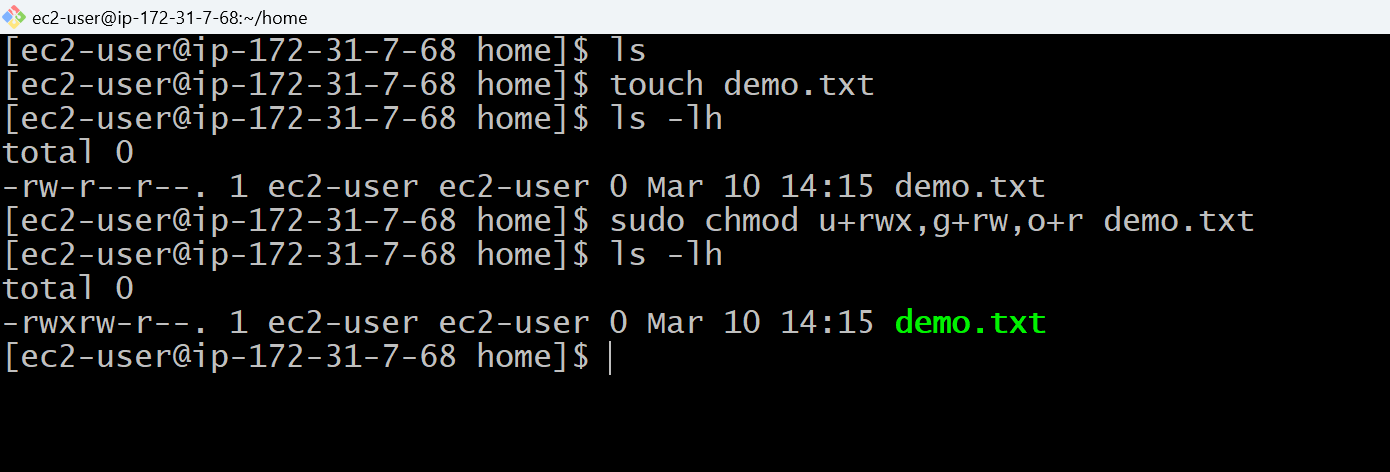 ec2-user@ip-172-31-7-68:~/home
[ec2-user@ip-172-31-7-68 home]$ ls
[ec2-user@ip-172-31-7-68 home]$ touch demo.txt
[ec2-user@ip-172-31-7-68 home]$ ls -lh
total 0
-rw-r--r--. 1 ec2-user ec2-user 0 Mar 10 14:15 demo.txt
[ec2-user@ip-172-31-7-68 home]$ sudo chmod u+rwx,g+rw,o+r demo.txt
[ec2-user@ip-172-31-7-68 home]$ ls -lh
total 0
-rwxrw-r--. 1 ec2-user ec2-user 0 Mar 10 14:15 demo.txt
[ec2-user@ip-172-31-7-68 home]$